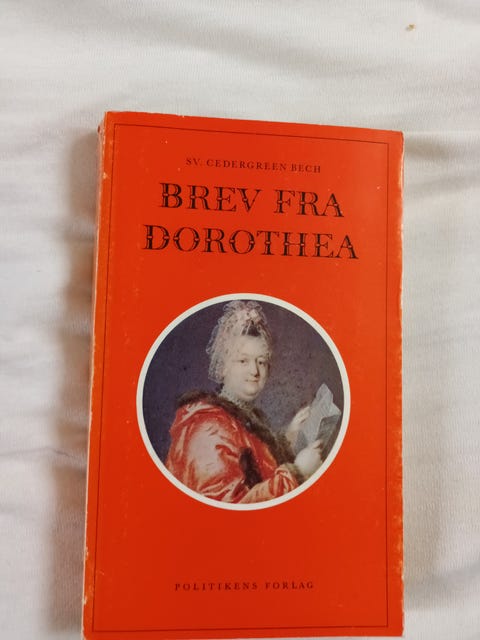 SV. CEDERGREEN BECH
BREV FRA
DOROTHEA
POLITIKENS FORLAG